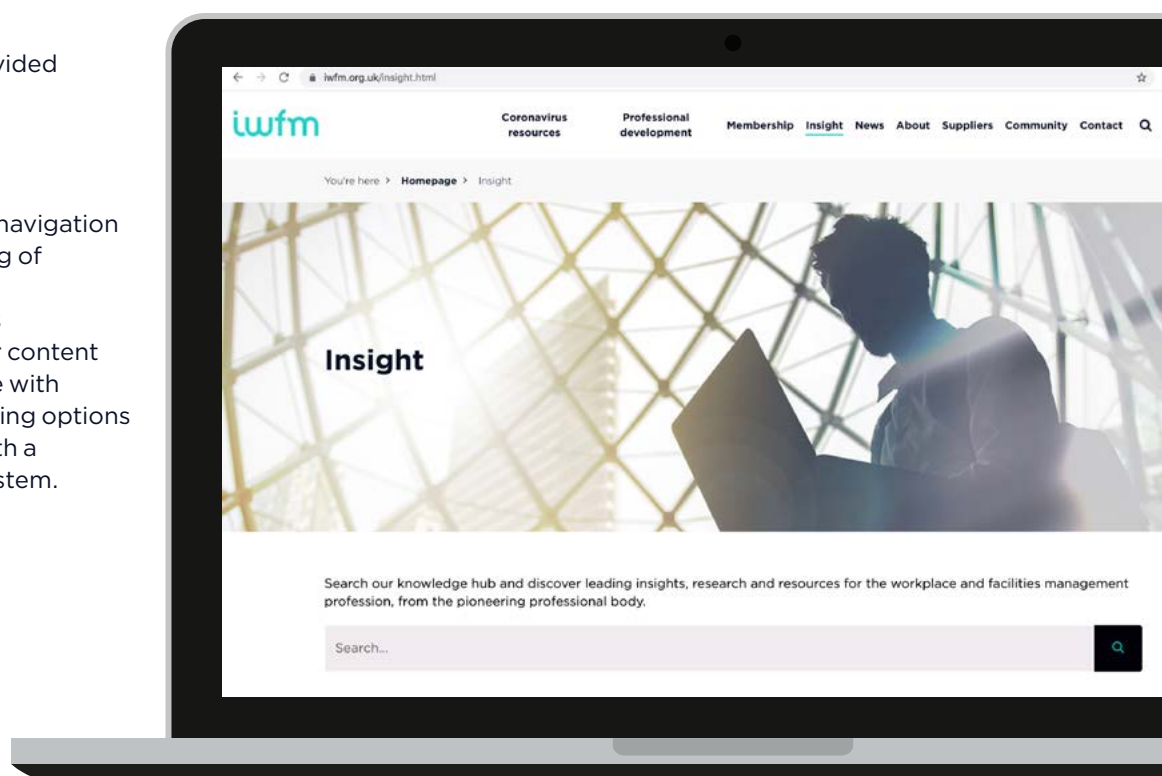 vided
navigation
g of
r content
e with
ing options
th a
stem.
iwfm.org.uk/insight.html
iwfm
Coronavirus resources
Professional development
Membership Insight News About Suppliers Community Contact
You're here > Homepage > Insight
Insight
Search our knowledge hub and discover leading insights, research and resources for the workplace and facilities management
profession, from the pioneering professional body.
Search...